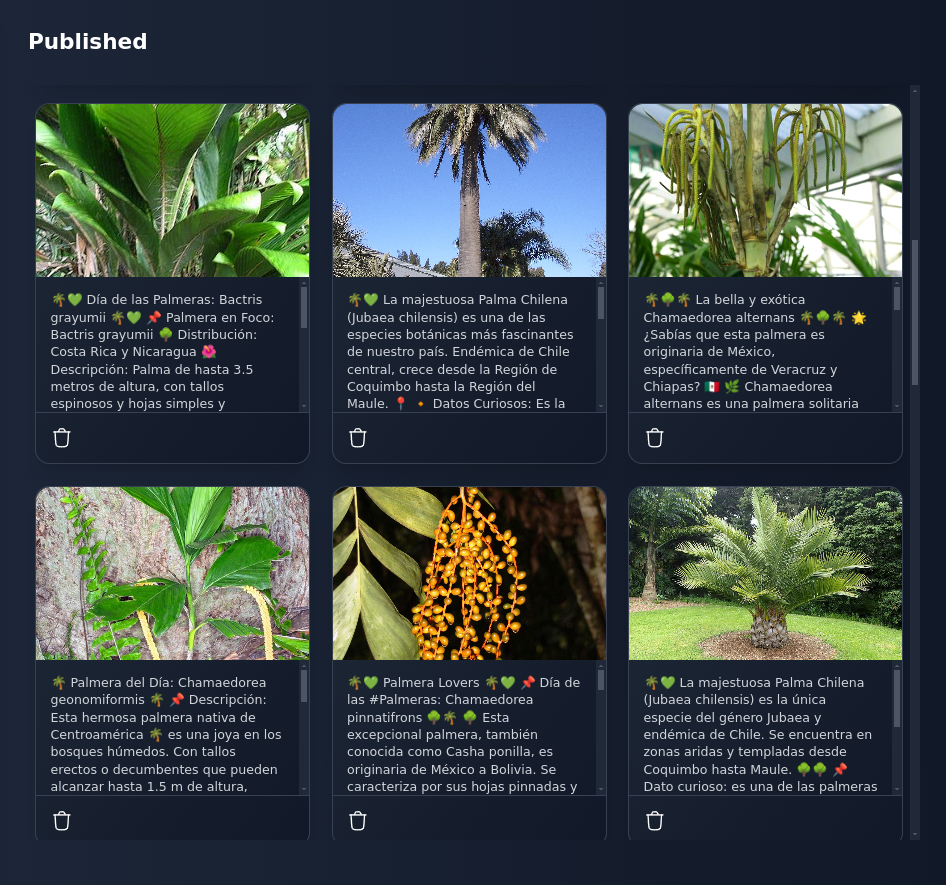 Published
🌴💚 Día de las Palmeras: Bactris
grayumii 🌴💚 📌 Palmera en Foco:
Bactris grayumii 🌳 Distribución:
Costa Rica y Nicaragua 🌺
Descripción: Palma de hasta 3.5
metros de altura, con tallos
espinosos y hojas simples y
🌴💚 La majestuosa Palma Chilena
(Jubaea chilensis) es una de las
especies botánicas más fascinantes
de nuestro país. Endémica de Chile
central, crece desde la Región de
Coquimbo hasta la Región del
Maule. 📍 🔸 Datos Curiosos: Es la
🌴🌳🌴 La bella y exótica
Chamaedorea alternans 🌴🌳🌴 🌟
¿Sabías que esta palmera es
originaria de México,
específicamente de Veracruz y
Chiapas? 🇲🇽 🌿 Chamaedorea
alternans es una palmera solitaria
🌴 Palmera del Día: Chamaedorea
geonomiformis 🌴 📌 Descripción:
Esta hermosa palmera nativa de
Centroamérica 🌴 es una joya en los
bosques húmedos. Con tallos
erectos o decumbentes que pueden
alcanzar hasta 1.5 m de altura,
🌴💚 Palmera Lovers 🌴💚 📌 Día de
las #Palmeras: Chamaedorea
pinnatifrons 🌳🌴 🌳 Esta
excepcional palmera, también
conocida como Casha ponilla, es
originaria de México a Bolivia. Se
caracteriza por sus hojas pinnadas y
🌴💚 La majestuosa Palma Chilena
(Jubaea chilensis) es la única
especie del género Jubaea y
endémica de Chile. Se encuentra en
zonas aridas y templadas desde
Coquimbo hasta Maule. 🌳🌳 📌
Dato curioso: es una de las palmeras